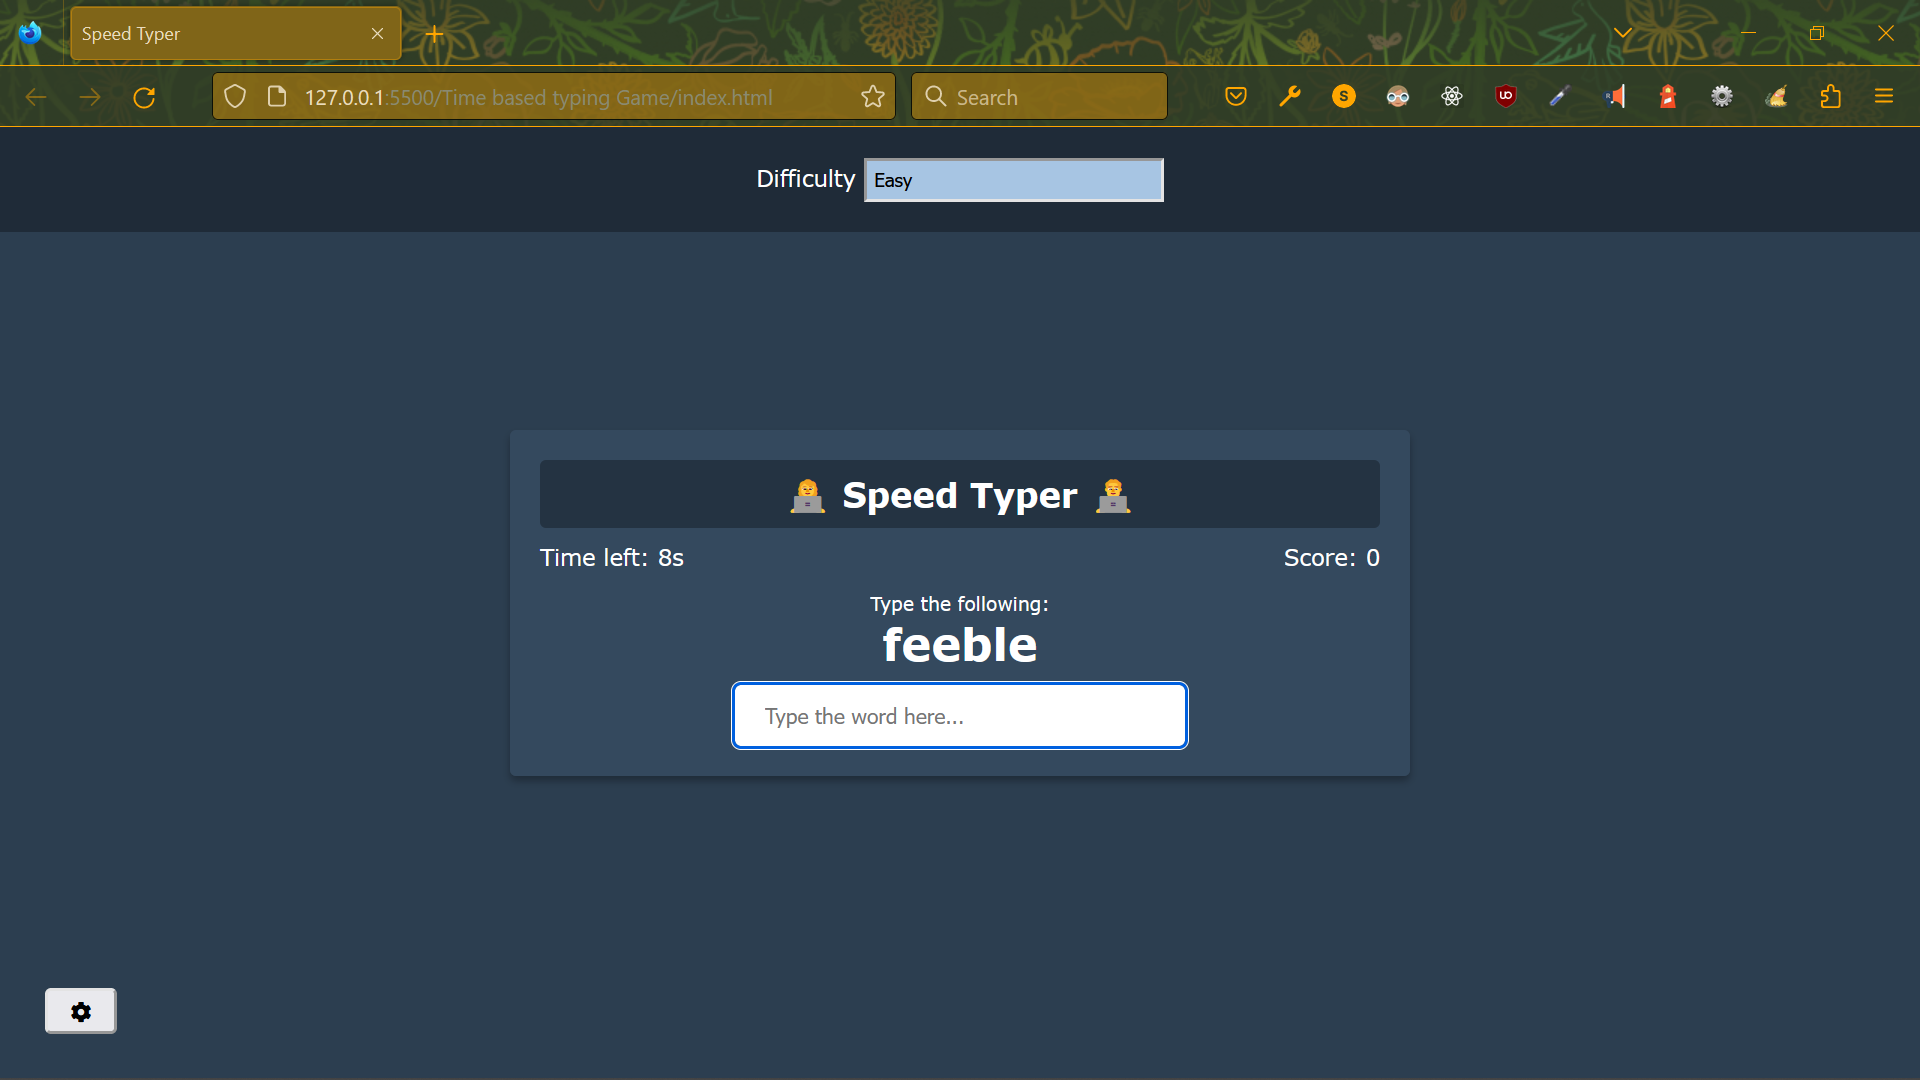 Speed Typer
127.0.0.1:5500/Time based typing Game/index.html
Search
S
Difficulty Easy
Speed Typer
Time left: 8s
Score: 0
Type the following:
feeble
Type the word here...